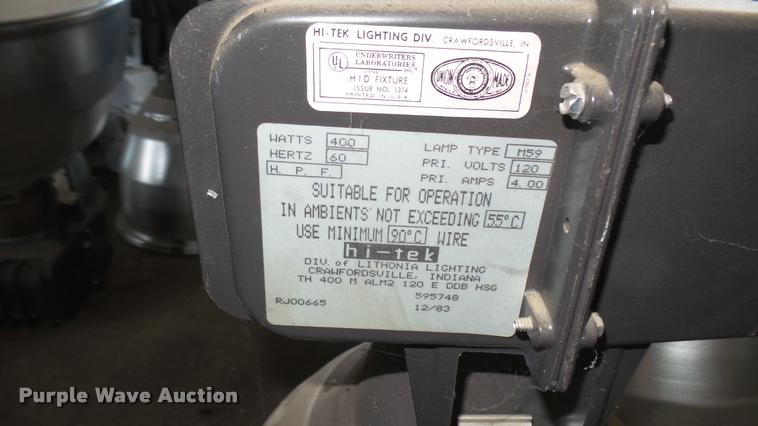 HI-TEK LIGHTING DIV. CRAWFORDSVILLE, IN
UL
UNDERWRITERS
LABORATORIES, INC.
HID FIXTURE
ISSUE NO. 1314
PRINTED IN U.S.A.
UNION MADE
WATTS 400
HERTZ 60
H. P. F.
LAMP TYPE M59
PRI. VOLTS 120
PRI. AMPS 4.00
SUITABLE FOR OPERATION
IN AMBIENTS NOT EXCEEDING 55°C
USE MINIMUM 90°C WIRE
hi-tek
DIV. of LITHONIA LIGHTING
CRAWFORDSVILLE, INDIANA
TH 400 M ALM2 120 E DDB HSG
595748
RJ00665 12/83
Purple Wave Auction